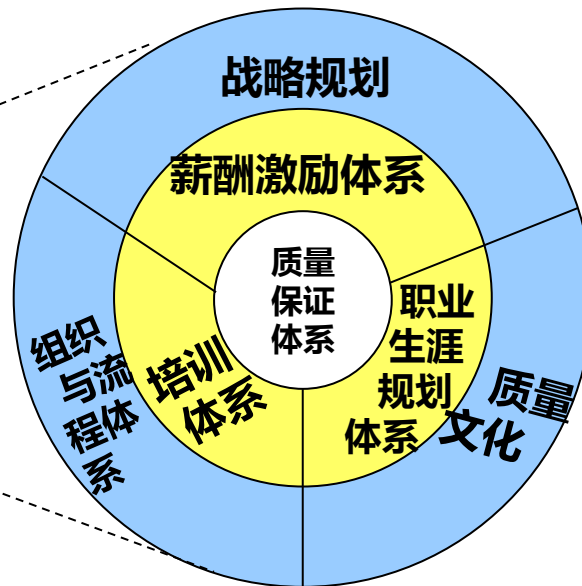 战略规划
薪酬激励体系
质量
保证
体系
职业
生涯
规划
体系
培训
体系
组织
与流
程体
系
质量
文化